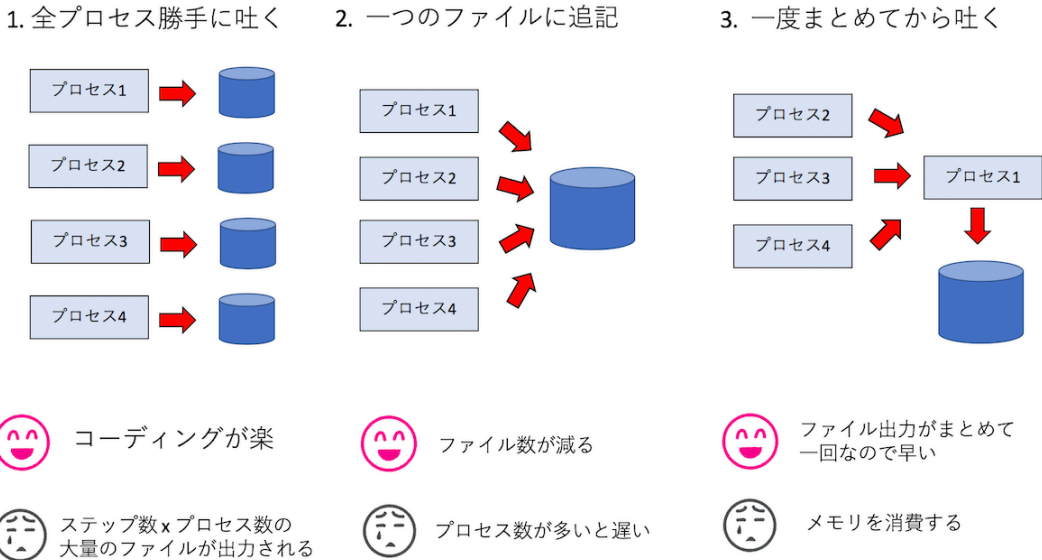 1. 全プロセス勝手に吐く
プロセス1
プロセス2
プロセス3
プロセス4
コーディングが楽
ステップ数 x プロセス数の
大量のファイルが出力される
2. 一つのファイルに追記
プロセス1
プロセス2
プロセス3
プロセス4
ファイル数が減る
プロセス数が多いと遅い
3. 一度まとめてから吐く
プロセス2
プロセス3
プロセス4
プロセス1
ファイル出力がまとめて
一回なので早い
メモリを消費する